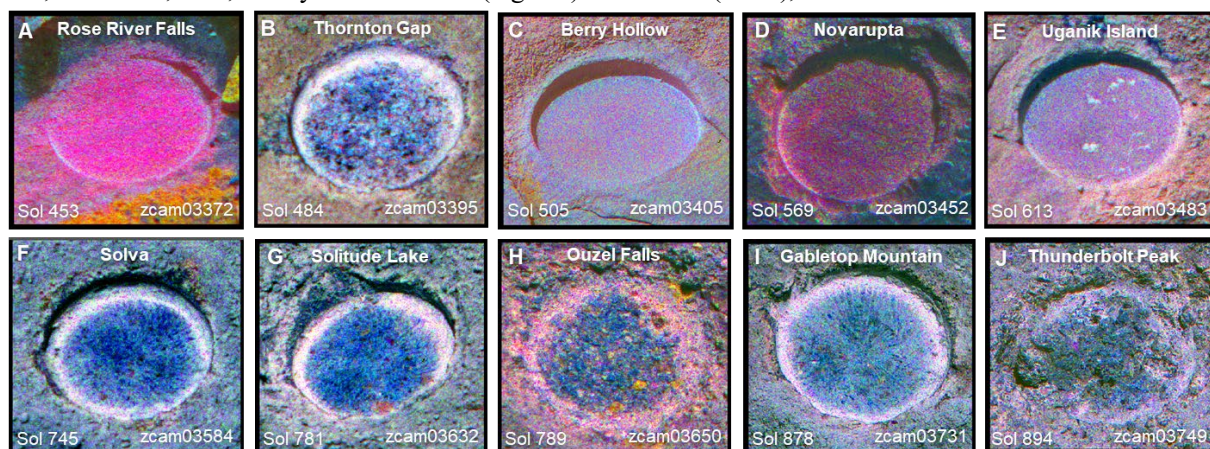 A Rose River Falls
Sol 453 zcam03372
B Thornton Gap
Sol 484 zcam03395
C Berry Hollow
Sol 505 zcam03405
D Novarupta
Sol 569 zcam03452
E Uganik Island
Sol 613 zcam03483
F Solva
Sol 745 zcam03584
G Solitude Lake
Sol 781 zcam03632
H Ouzel Falls
Sol 789 zcam03650
I Gabletop Mountain
Sol 878 zcam03731
J Thunderbolt Peak
Sol 894 zcam03749